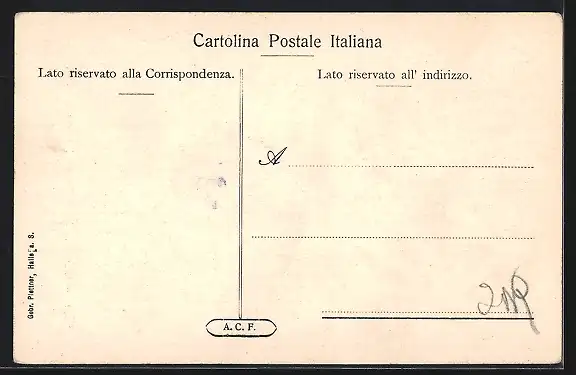 Cartolina Postale Italiana
Lato riservato alla Corrispondenza.
Lato riservato all' indirizzo.
A
Gebr. Plettner, Halle a. S.
A. C. F.